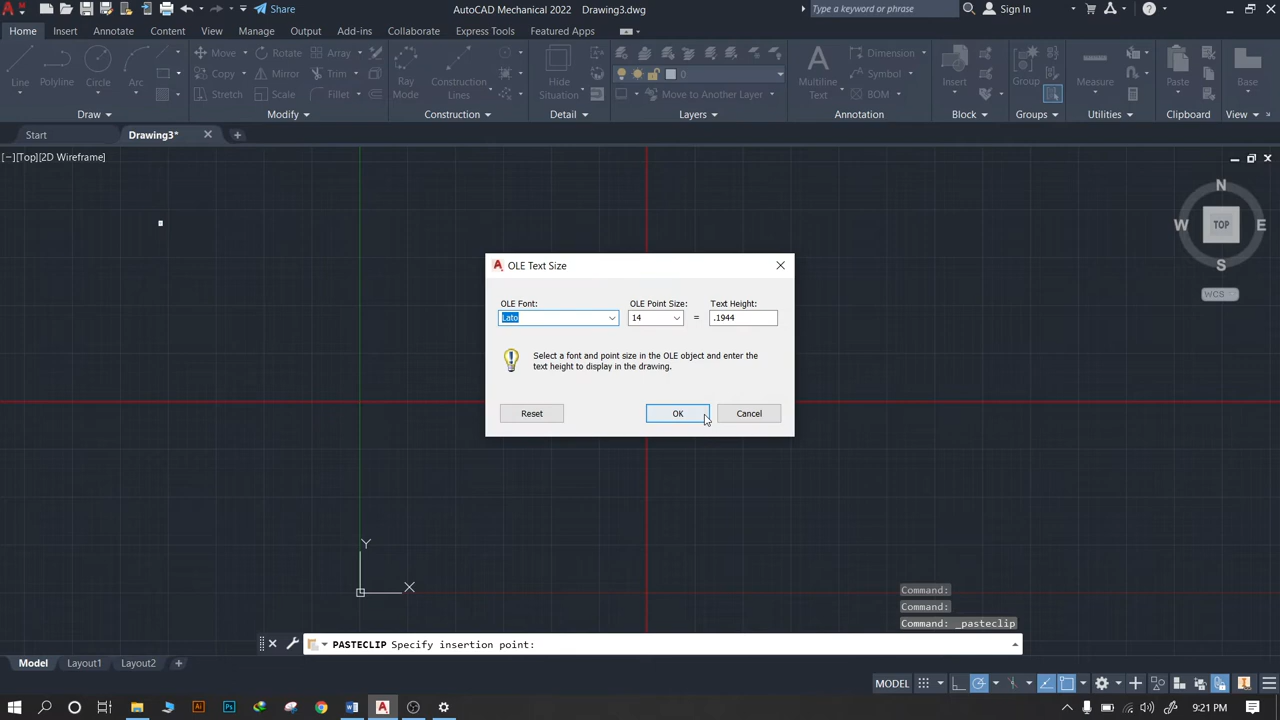 Share
AutoCAD Mechanical 2022 Drawing3.dwg
Type a keyword or phrase
Sign In
Home Insert Annotate Content View Manage Output Add-ins Collaborate Express Tools Featured Apps
Line Polyline Circle Arc
Move Rotate Array
Copy Mirror Trim
Stretch Scale Fillet
Ray Mode
Construction Lines
Hide Situation
0
Move to Another Layer
Multiline Text
Dimension
Symbol
BOM
Insert
Group
Measure
Paste
Base
Draw Modify Construction Detail Layers Annotation Block Groups Utilities Clipboard View
Start Drawing3*
[−][Top][2D Wireframe]
N
W TOP E
S
WCS
OLE Text Size
OLE Font: OLE Point Size: Text Height:
Lato 14 = .1944
Select a font and point size in the OLE object and enter the
text height to display in the drawing.
Reset OK Cancel
Y
X
Command:
Command:
Command: _pasteclip
PASTECLIP Specify insertion point:
Model Layout1 Layout2
MODEL
9:21 PM